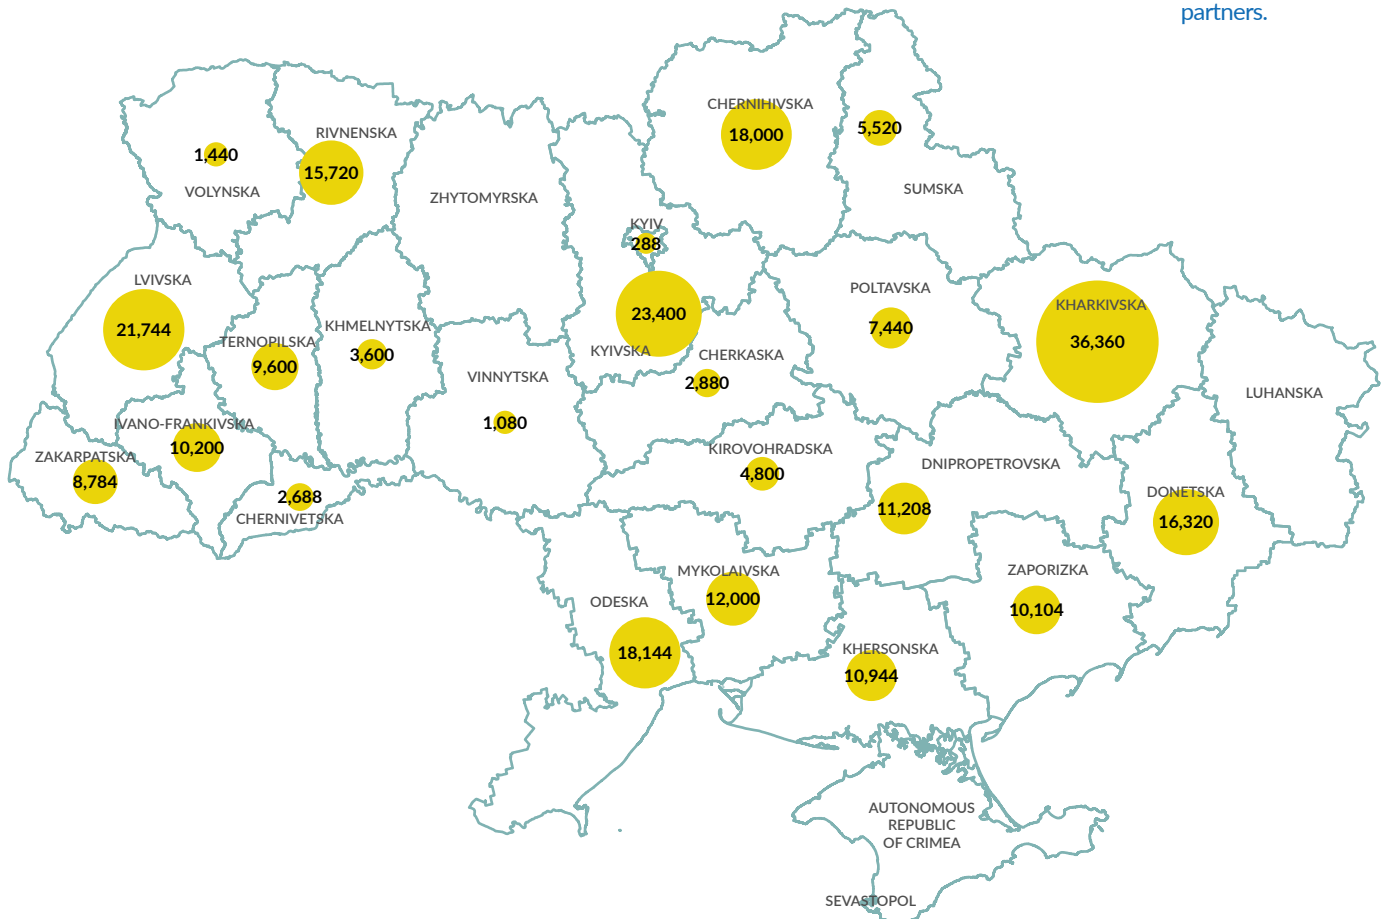 partners.
CHERNIHIVSKA
18,000
5,520
SUMSKA
RIVNENSKA
15,720
1,440
VOLYNSKA
ZHYTOMYRSKA
KYIV
288
LVIVSKA
21,744
TERNOPILSKA
9,600
KHMELNYTSKA
3,600
23,400
KYIVSKA
CHERKASKA
2,880
POLTAVSKA
7,440
KHARKIVSKA
36,360
LUHANSKA
VINNYTSKA
1,080
IVANO-FRANKIVSKA
10,200
ZAKARPATSKA
8,784
2,688
CHERNIVETSKA
KIROVOHRADSKA
4,800
DNIPROPETROVSKA
11,208
DONETSKA
16,320
MYKOLAIVSKA
12,000
ODESKA
18,144
ZAPORIZKA
10,104
KHERSONSKA
10,944
AUTONOMOUS
REPUBLIC
OF CRIMEA
SEVASTOPOL